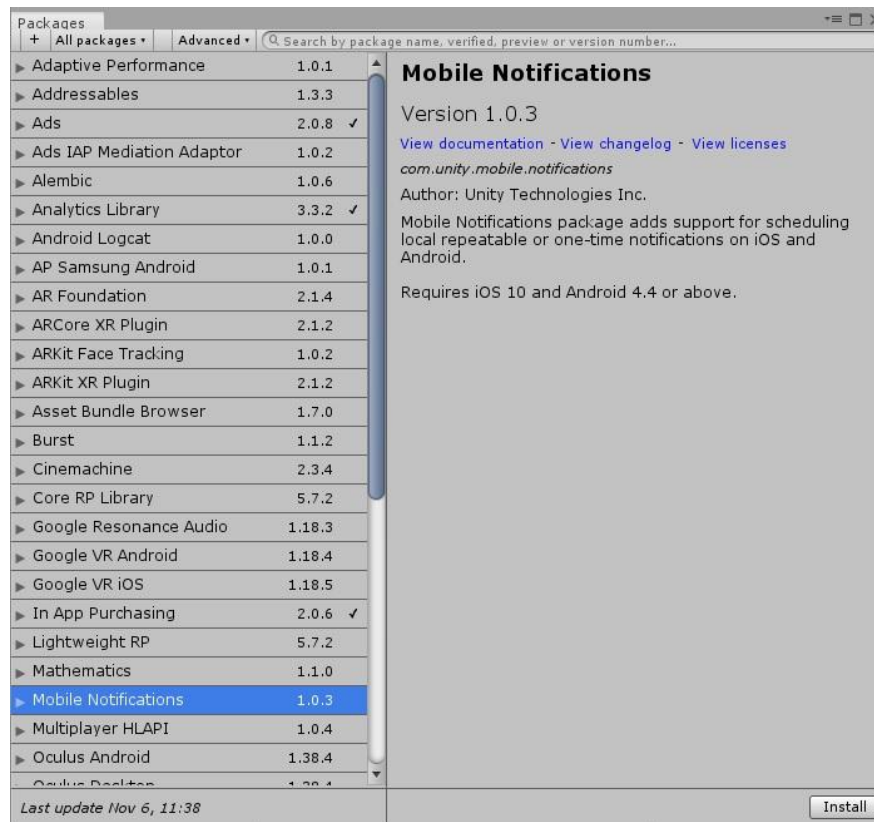 Packages
+ All packages Advanced Search by package name, verified, preview or version number...
Adaptive Performance 1.0.1
Addressables 1.3.3
Ads 2.0.8 ✓
Ads IAP Mediation Adaptor 1.0.2
Alembic 1.0.6
Analytics Library 3.3.2 ✓
Android Logcat 1.0.0
AP Samsung Android 1.0.1
AR Foundation 2.1.4
ARCore XR Plugin 2.1.2
ARKit Face Tracking 1.0.2
ARKit XR Plugin 2.1.2
Asset Bundle Browser 1.7.0
Burst 1.1.2
Cinemachine 2.3.4
Core RP Library 5.7.2
Google Resonance Audio 1.18.3
Google VR Android 1.18.4
Google VR iOS 1.18.5
In App Purchasing 2.0.6 ✓
Lightweight RP 5.7.2
Mathematics 1.1.0
Mobile Notifications 1.0.3
Multiplayer HLAPI 1.0.4
Oculus Android 1.38.4
Oculus Desktop 1.38.4
Last update Nov 6, 11:38
Mobile Notifications
Version 1.0.3
View documentation - View changelog - View licenses
com.unity.mobile.notifications
Author: Unity Technologies Inc.
Mobile Notifications package adds support for scheduling
local repeatable or one-time notifications on iOS and
Android.
Requires iOS 10 and Android 4.4 or above.
Install